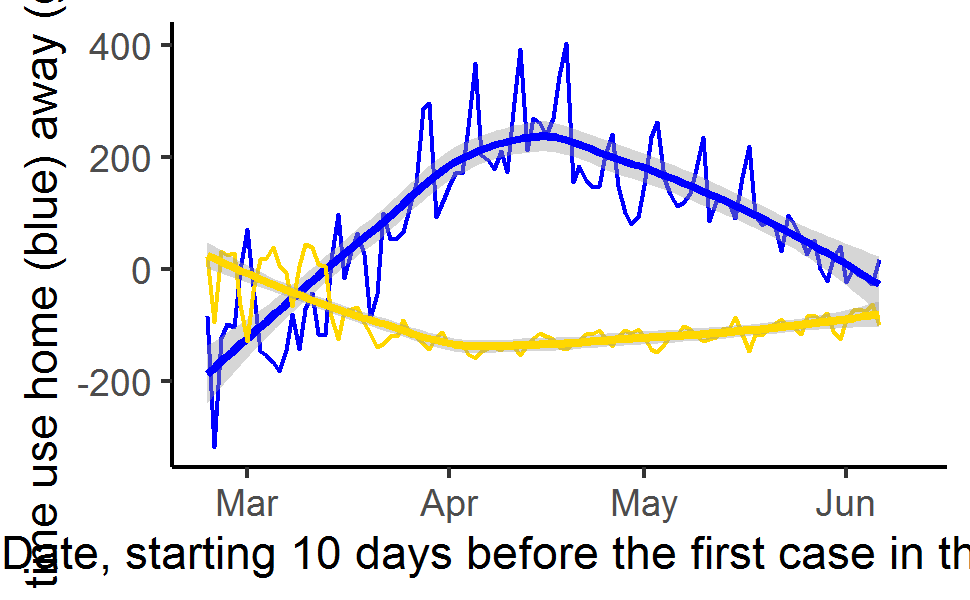 time use home (blue) away (
400
200
0
-200
Mar Apr May Jun
Date, starting 10 days before the first case in th